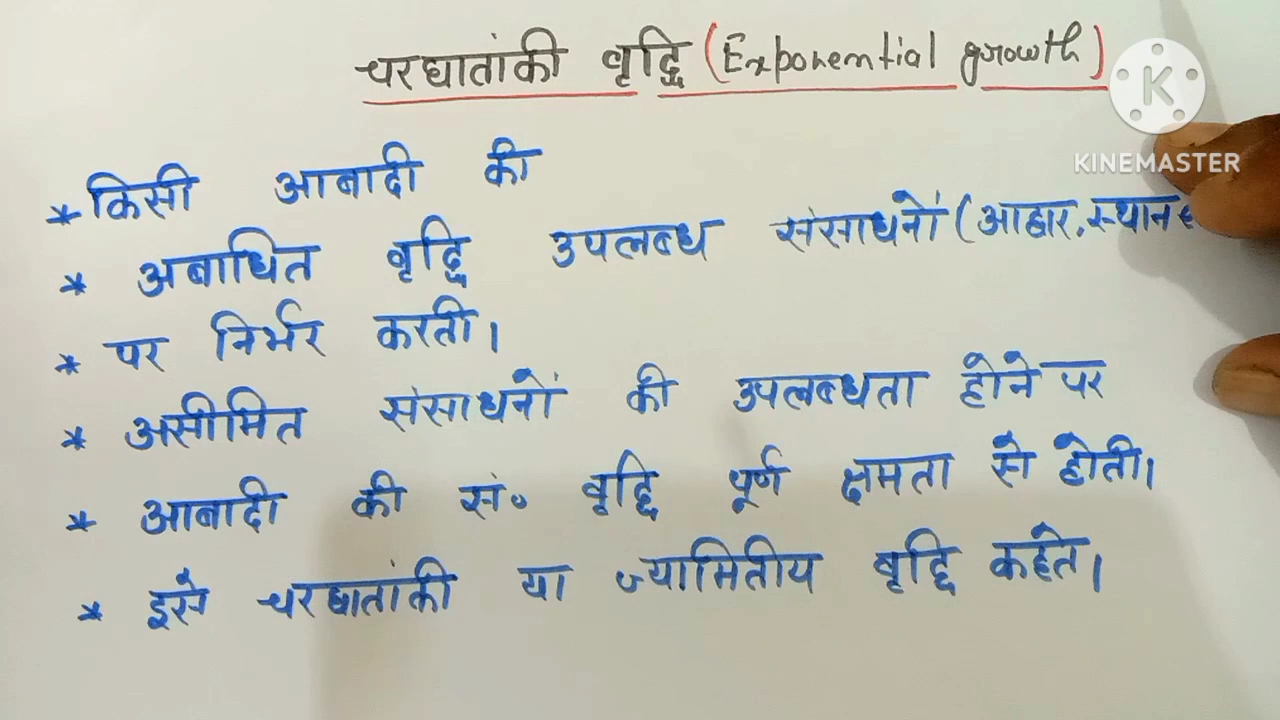 चरघातांकी वृद्धि (Exponential growth)
K
KINEMASTER
* किसी आबादी की
* अबाधित वृद्धि उपलब्ध संसाधनों (आहार, स्थान
* पर निर्भर करती।
* असीमित संसाधनों की उपलब्धता होने पर
* आबादी की सं० वृद्धि पूर्ण क्षमता से होती।
* इसे चरघातांकी या ज्यामितीय वृद्धि कहते।